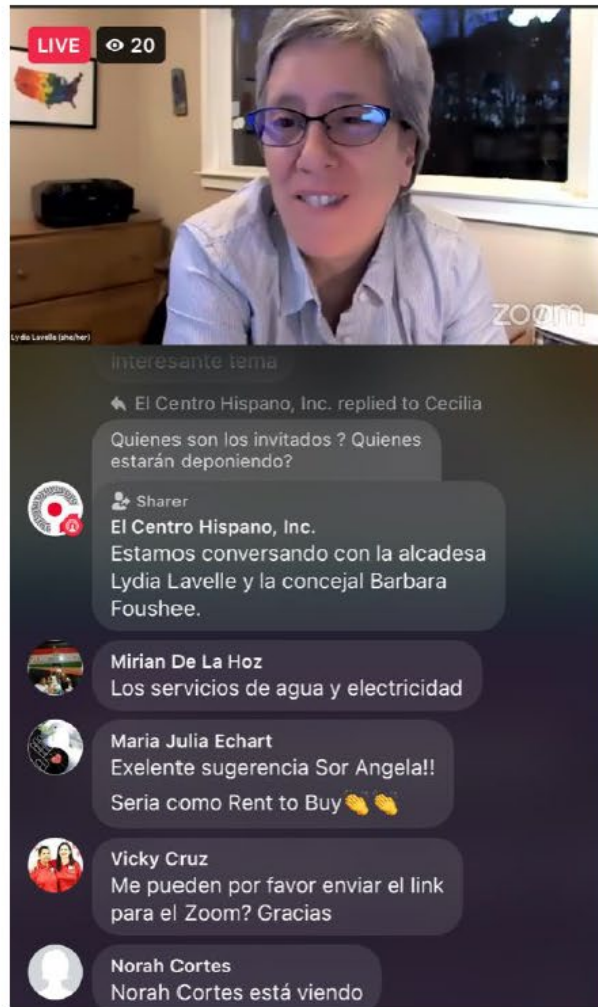 LIVE 20
zoom
Lydia Lavelle (she/her)
interesante tema
El Centro Hispano, Inc. replied to Cecilia
Quienes son los invitados ? Quienes
estarán deponiendo?
Sharer
El Centro Hispano, Inc.
Estamos conversando con la alcadesa
Lydia Lavelle y la concejal Barbara
Foushee.
Mirian De La Hoz
Los servicios de agua y electricidad
Maria Julia Echart
Exelente sugerencia Sor Angela!!
Seria como Rent to Buy👏👏
Vicky Cruz
Me pueden por favor enviar el link
para el Zoom? Gracias
Norah Cortes
Norah Cortes está viendo